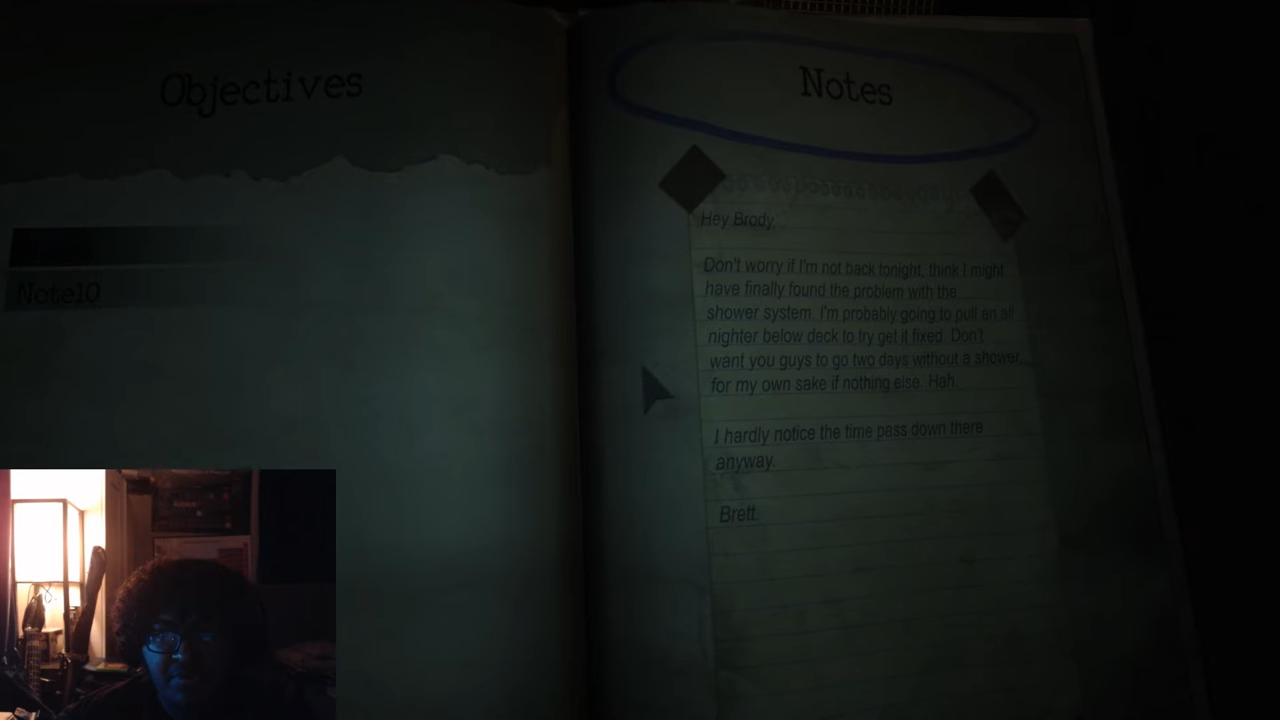 Objectives
Note10
Notes
Hey Brody,
Don't worry if I'm not back tonight, think I might
have finally found the problem with the
shower system. I'm probably going to pull an all
nighter below deck to try get it fixed. Don't
want you guys to go two days without a shower,
for my own sake if nothing else. Hah.
I hardly notice the time pass down there
anyway.
Brett.